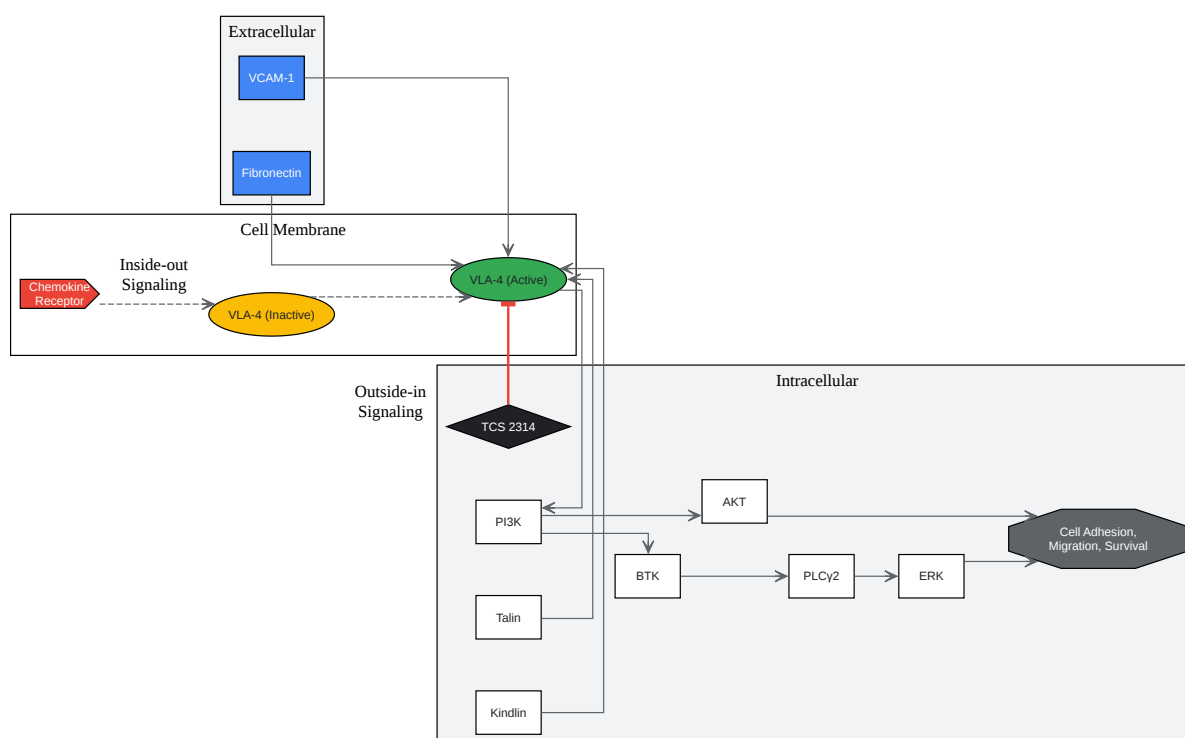 Extracellular
VCAM-1
Fibronectin
Cell Membrane
Inside-out
Signaling
Chemokine
Receptor
VLA-4 (Active)
VLA-4 (Inactive)
Intracellular
Outside-in
Signaling
TCS 2314
AKT
PI3K
Cell Adhesion,
Migration, Survival
BTK
PLCγ2
ERK
Talin
Kindlin